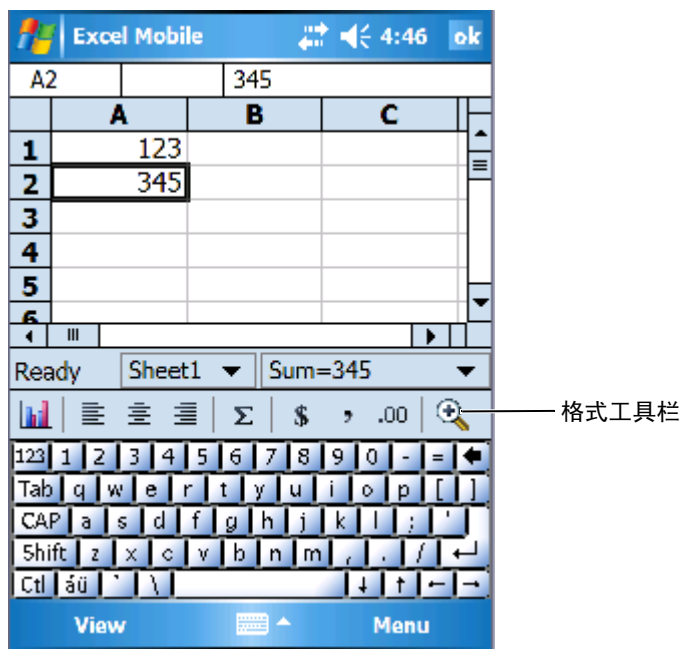 Excel Mobile 4:46 ok
A2 345
A B C
1 123
2 345
3
4
5
6
Ready Sheet1 Sum=345
Σ $ , .00 格式工具栏
123 1 2 3 4 5 6 7 8 9 0 - =
Tab q w e r t y u i o p [ ]
CAP a s d f g h j k l ; '
Shift z x c v b n m , . /
Ctl áü ` \
View Menu